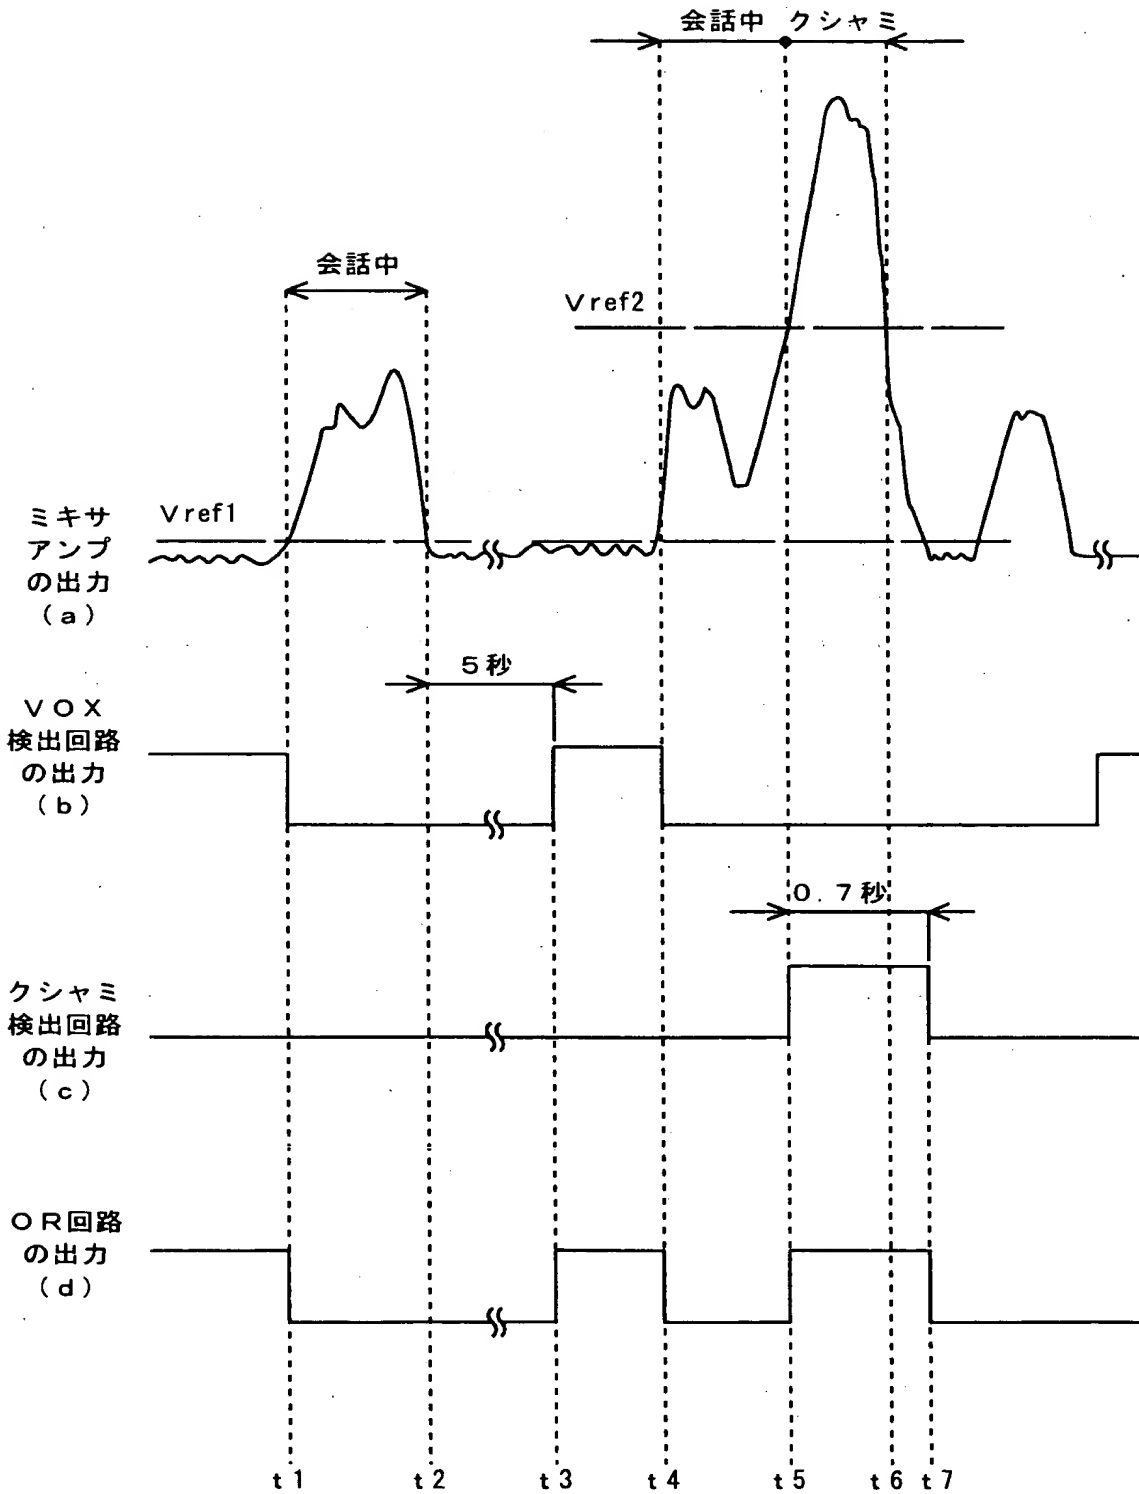 会話中 クシャミ
会話中
Vref2
Vref1
ミキサ
アンプ
の出力
(a)
5秒
VOX
検出回路
の出力
(b)
0.7秒
クシャミ
検出回路
の出力
(c)
OR回路
の出力
(d)
t1 t2 t3 t4 t5 t6 t7